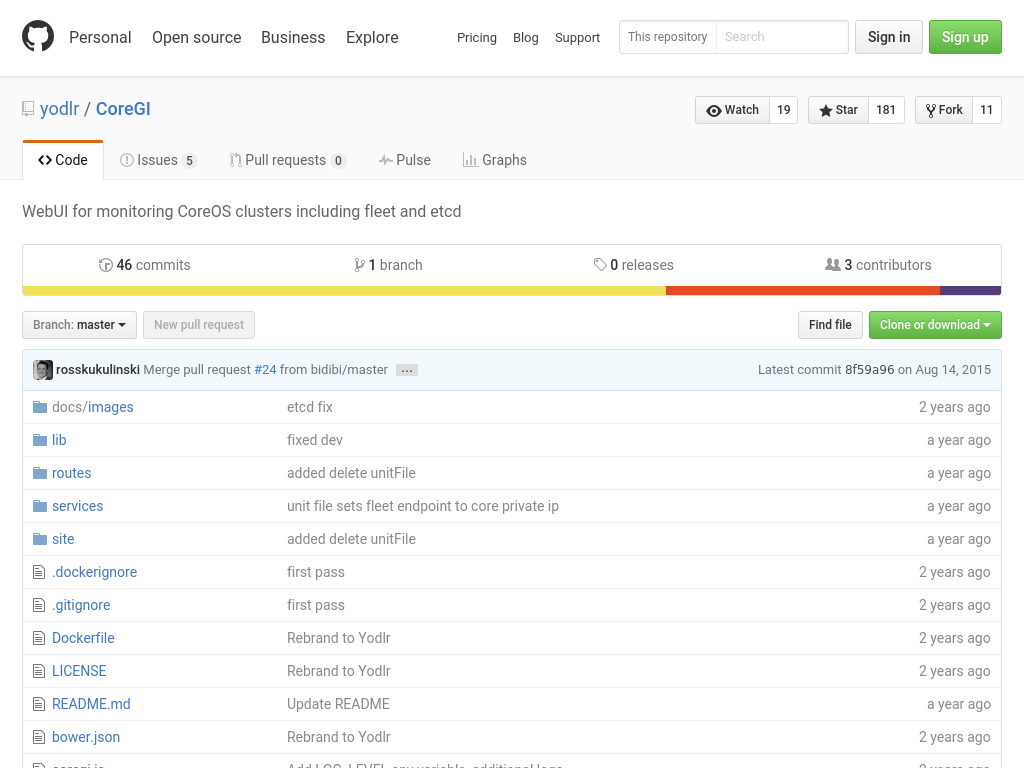 Personal Open source Business Explore Pricing Blog Support This repository Search Sign in Sign up
yodlr / CoreGI Watch 19 Star 181 Fork 11
Code Issues 5 Pull requests 0 Pulse Graphs
WebUI for monitoring CoreOS clusters including fleet and etcd
46 commits 1 branch 0 releases 3 contributors
Branch: master New pull request Find file Clone or download
rosskukulinski Merge pull request #24 from bidibi/master … Latest commit 8f59a96 on Aug 14, 2015
docs/images etcd fix 2 years ago
lib fixed dev a year ago
routes added delete unitFile a year ago
services unit file sets fleet endpoint to core private ip a year ago
site added delete unitFile a year ago
.dockerignore first pass 2 years ago
.gitignore first pass 2 years ago
Dockerfile Rebrand to Yodlr 2 years ago
LICENSE Rebrand to Yodlr 2 years ago
README.md Update README a year ago
bower.json Rebrand to Yodlr 2 years ago